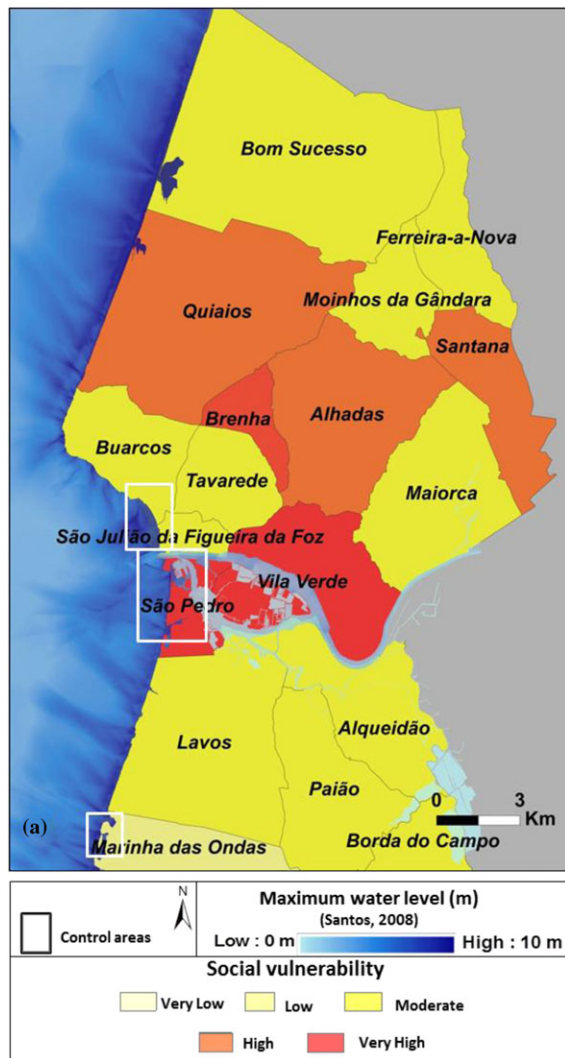 Bom Sucesso
Ferreira-a-Nova
Moinhos da Gândara
Quiaios
Santana
Brenha
Alhadas
Buarcos
Tavarede
Maiorca
São Julião da Figueira da Foz
Vila Verde
São Pedro
Lavos
Alqueidão
Paião
0 3
Km
(a)
Marinha das Ondas
Borda do Campo
N
Control areas
Maximum water level (m)
(Santos, 2008)
Low : 0 m High : 10 m
Social vulnerability
Very Low Low Moderate
High Very High